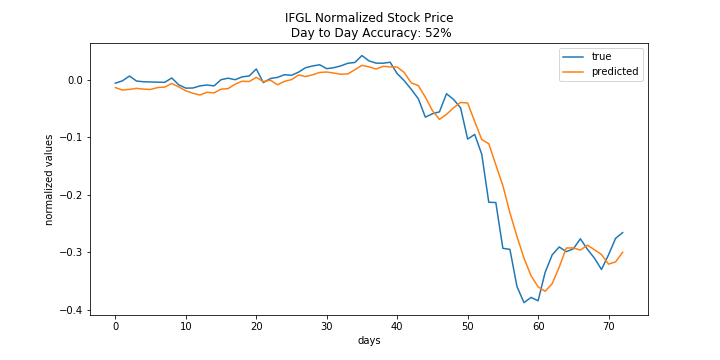 IFGL Normalized Stock Price
Day to Day Accuracy: 52%
true
predicted
normalized values
0.0
−0.1
−0.2
−0.3
−0.4
0 10 20 30 40 50 60 70
days